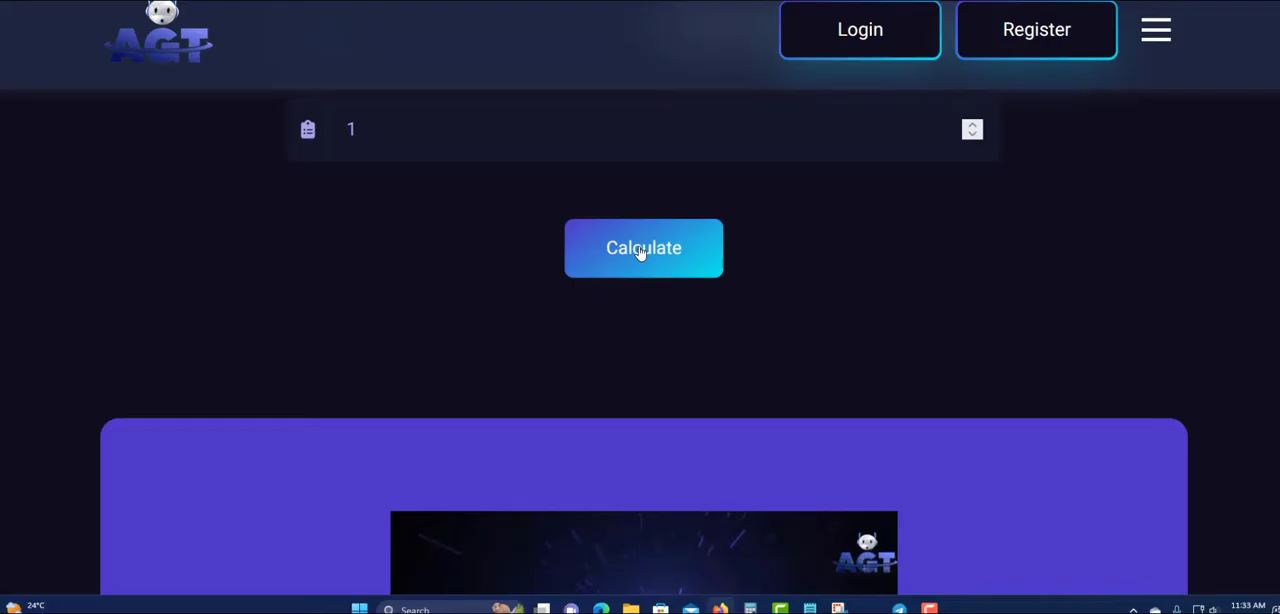 AGT
Login
Register
1
Calculate
AGT
24°C
Search
11:33 AM